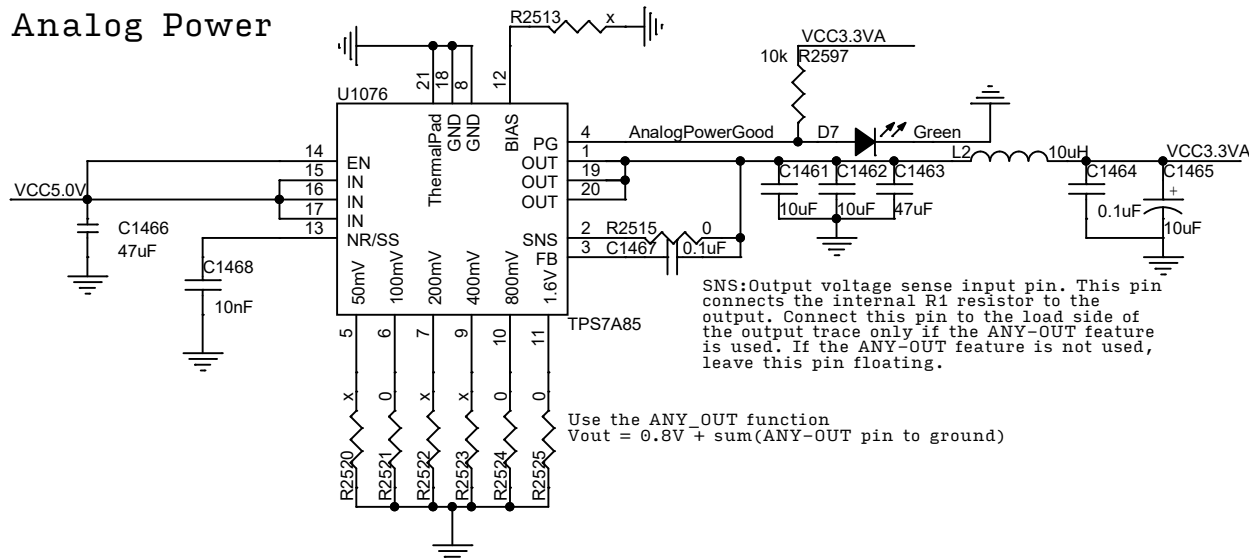 Analog Power
R2513
x
VCC3.3VA
10k
R2597
21
18
8
12
U1076
ThermalPad
GND
GND
BIAS
PG
4
AnalogPowerGood
D7
Green
14
EN
OUT
1
L2
10uH
VCC3.3VA
15
IN
OUT
19
C1461
C1462
C1463
C1464
C1465
VCC5.0V
16
IN
OUT
20
+
17
IN
10uF
10uF
47uF
0.1uF
10uF
C1466
47uF
13
NR/SS
SNS
2
R2515
0
FB
3
C1467
0.1uF
C1468
10nF
50mV
100mV
200mV
400mV
800mV
1.6V
TPS7A85
SNS:Output voltage sense input pin. This pin
connects the internal R1 resistor to the
output. Connect this pin to the load side of
the output trace only if the ANY-OUT feature
is used. If the ANY-OUT feature is not used,
leave this pin floating.
5
6
7
9
10
11
x
0
x
x
0
0
R2520
R2521
R2522
R2523
R2524
R2525
Use the ANY_OUT function
Vout = 0.8V + sum(ANY-OUT pin to ground)